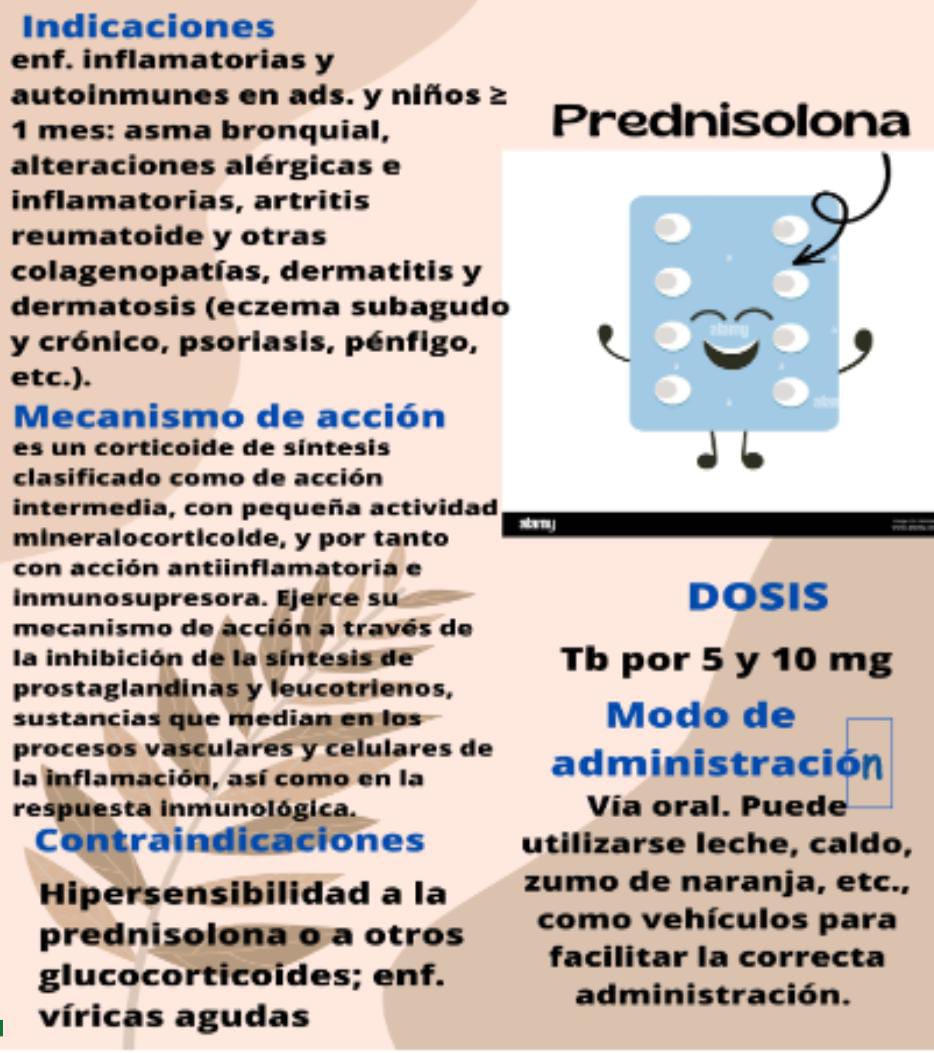 Indicaciones
enf. inflamatorias y
autoinmunes en ads. y niños ≥
1 mes: asma bronquial,
alteraciones alérgicas e
inflamatorias, artritis
reumatoide y otras
colagenopatías, dermatitis y
dermatosis (eczema subagudo
y crónico, psoriasis, pénfigo,
etc.).
Mecanismo de acción
es un corticoide de síntesis
clasificado como de acción
intermedia, con pequeña actividad
mineralocorticoide, y por tanto
con acción antiinflamatoria e
inmunosupresora. Ejerce su
mecanismo de acción a través de
la inhibición de la síntesis de
prostaglandinas y leucotrienos,
sustancias que median en los
procesos vasculares y celulares de
la inflamación, así como en la
respuesta inmunológica.
Contraindicaciones
Hipersensibilidad a la
prednisolona o a otros
glucocorticoides; enf.
víricas agudas
Prednisolona
alamy
alamy
alamy
DOSIS
Tb por 5 y 10 mg
Modo de
administración
Vía oral. Puede
utilizarse leche, caldo,
zumo de naranja, etc.,
como vehículos para
facilitar la correcta
administración.